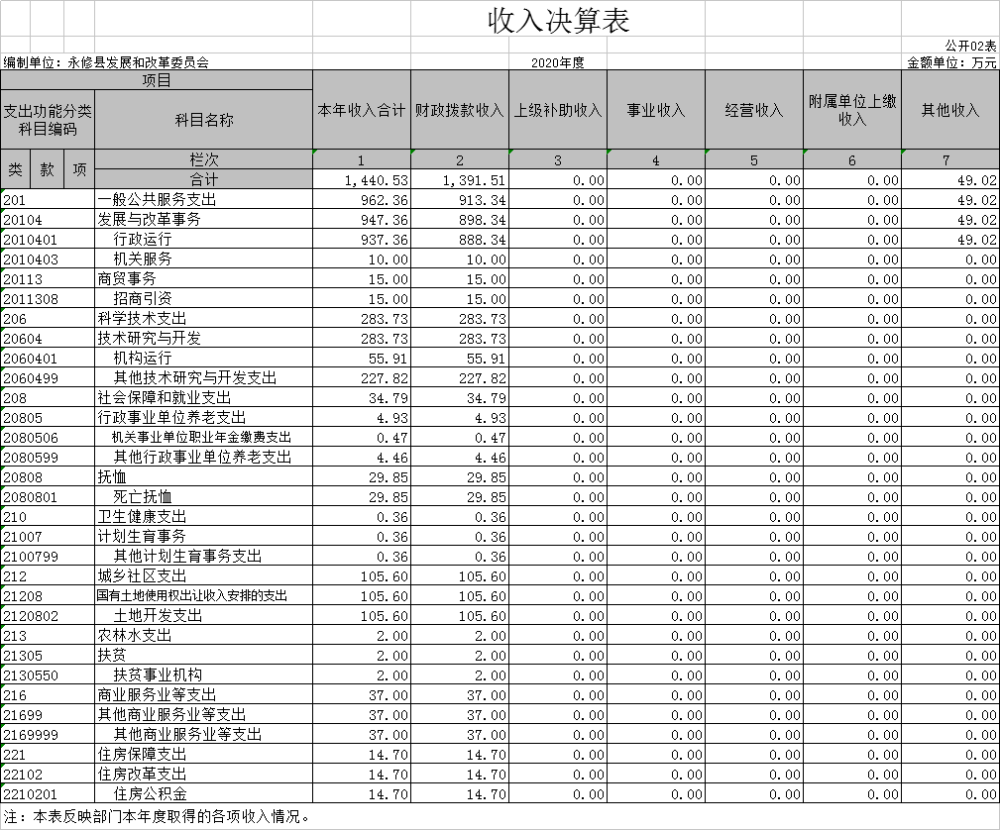 收入决算表
公开02表
编制单位：永修县发展和改革委员会 2020年度 金额单位：万元
项目 本年收入合计 财政拨款收入 上级补助收入 事业收入 经营收入 附属单位上缴收入 其他收入
支出功能分类科目编码 科目名称
类 款 项 栏次 1 2 3 4 5 6 7
合计 1,440.53 1,391.51 0.00 0.00 0.00 0.00 49.02
201 一般公共服务支出 962.36 913.34 0.00 0.00 0.00 0.00 49.02
20104 发展与改革事务 947.36 898.34 0.00 0.00 0.00 0.00 49.02
2010401 行政运行 937.36 888.34 0.00 0.00 0.00 0.00 49.02
2010403 机关服务 10.00 10.00 0.00 0.00 0.00 0.00 0.00
20113 商贸事务 15.00 15.00 0.00 0.00 0.00 0.00 0.00
2011308 招商引资 15.00 15.00 0.00 0.00 0.00 0.00 0.00
206 科学技术支出 283.73 283.73 0.00 0.00 0.00 0.00 0.00
20604 技术研究与开发 283.73 283.73 0.00 0.00 0.00 0.00 0.00
2060401 机构运行 55.91 55.91 0.00 0.00 0.00 0.00 0.00
2060499 其他技术研究与开发支出 227.82 227.82 0.00 0.00 0.00 0.00 0.00
208 社会保障和就业支出 34.79 34.79 0.00 0.00 0.00 0.00 0.00
20805 行政事业单位养老支出 4.93 4.93 0.00 0.00 0.00 0.00 0.00
2080506 机关事业单位职业年金缴费支出 0.47 0.47 0.00 0.00 0.00 0.00 0.00
2080599 其他行政事业单位养老支出 4.46 4.46 0.00 0.00 0.00 0.00 0.00
20808 抚恤 29.85 29.85 0.00 0.00 0.00 0.00 0.00
2080801 死亡抚恤 29.85 29.85 0.00 0.00 0.00 0.00 0.00
210 卫生健康支出 0.36 0.36 0.00 0.00 0.00 0.00 0.00
21007 计划生育事务 0.36 0.36 0.00 0.00 0.00 0.00 0.00
2100799 其他计划生育事务支出 0.36 0.36 0.00 0.00 0.00 0.00 0.00
212 城乡社区支出 105.60 105.60 0.00 0.00 0.00 0.00 0.00
21208 国有土地使用权出让收入安排的支出 105.60 105.60 0.00 0.00 0.00 0.00 0.00
2120802 土地开发支出 105.60 105.60 0.00 0.00 0.00 0.00 0.00
213 农林水支出 2.00 2.00 0.00 0.00 0.00 0.00 0.00
21305 扶贫 2.00 2.00 0.00 0.00 0.00 0.00 0.00
2130550 扶贫事业机构 2.00 2.00 0.00 0.00 0.00 0.00 0.00
216 商业服务业等支出 37.00 37.00 0.00 0.00 0.00 0.00 0.00
21699 其他商业服务业等支出 37.00 37.00 0.00 0.00 0.00 0.00 0.00
2169999 其他商业服务业等支出 37.00 37.00 0.00 0.00 0.00 0.00 0.00
221 住房保障支出 14.70 14.70 0.00 0.00 0.00 0.00 0.00
22102 住房改革支出 14.70 14.70 0.00 0.00 0.00 0.00 0.00
2210201 住房公积金 14.70 14.70 0.00 0.00 0.00 0.00 0.00
注：本表反映部门本年度取得的各项收入情况。